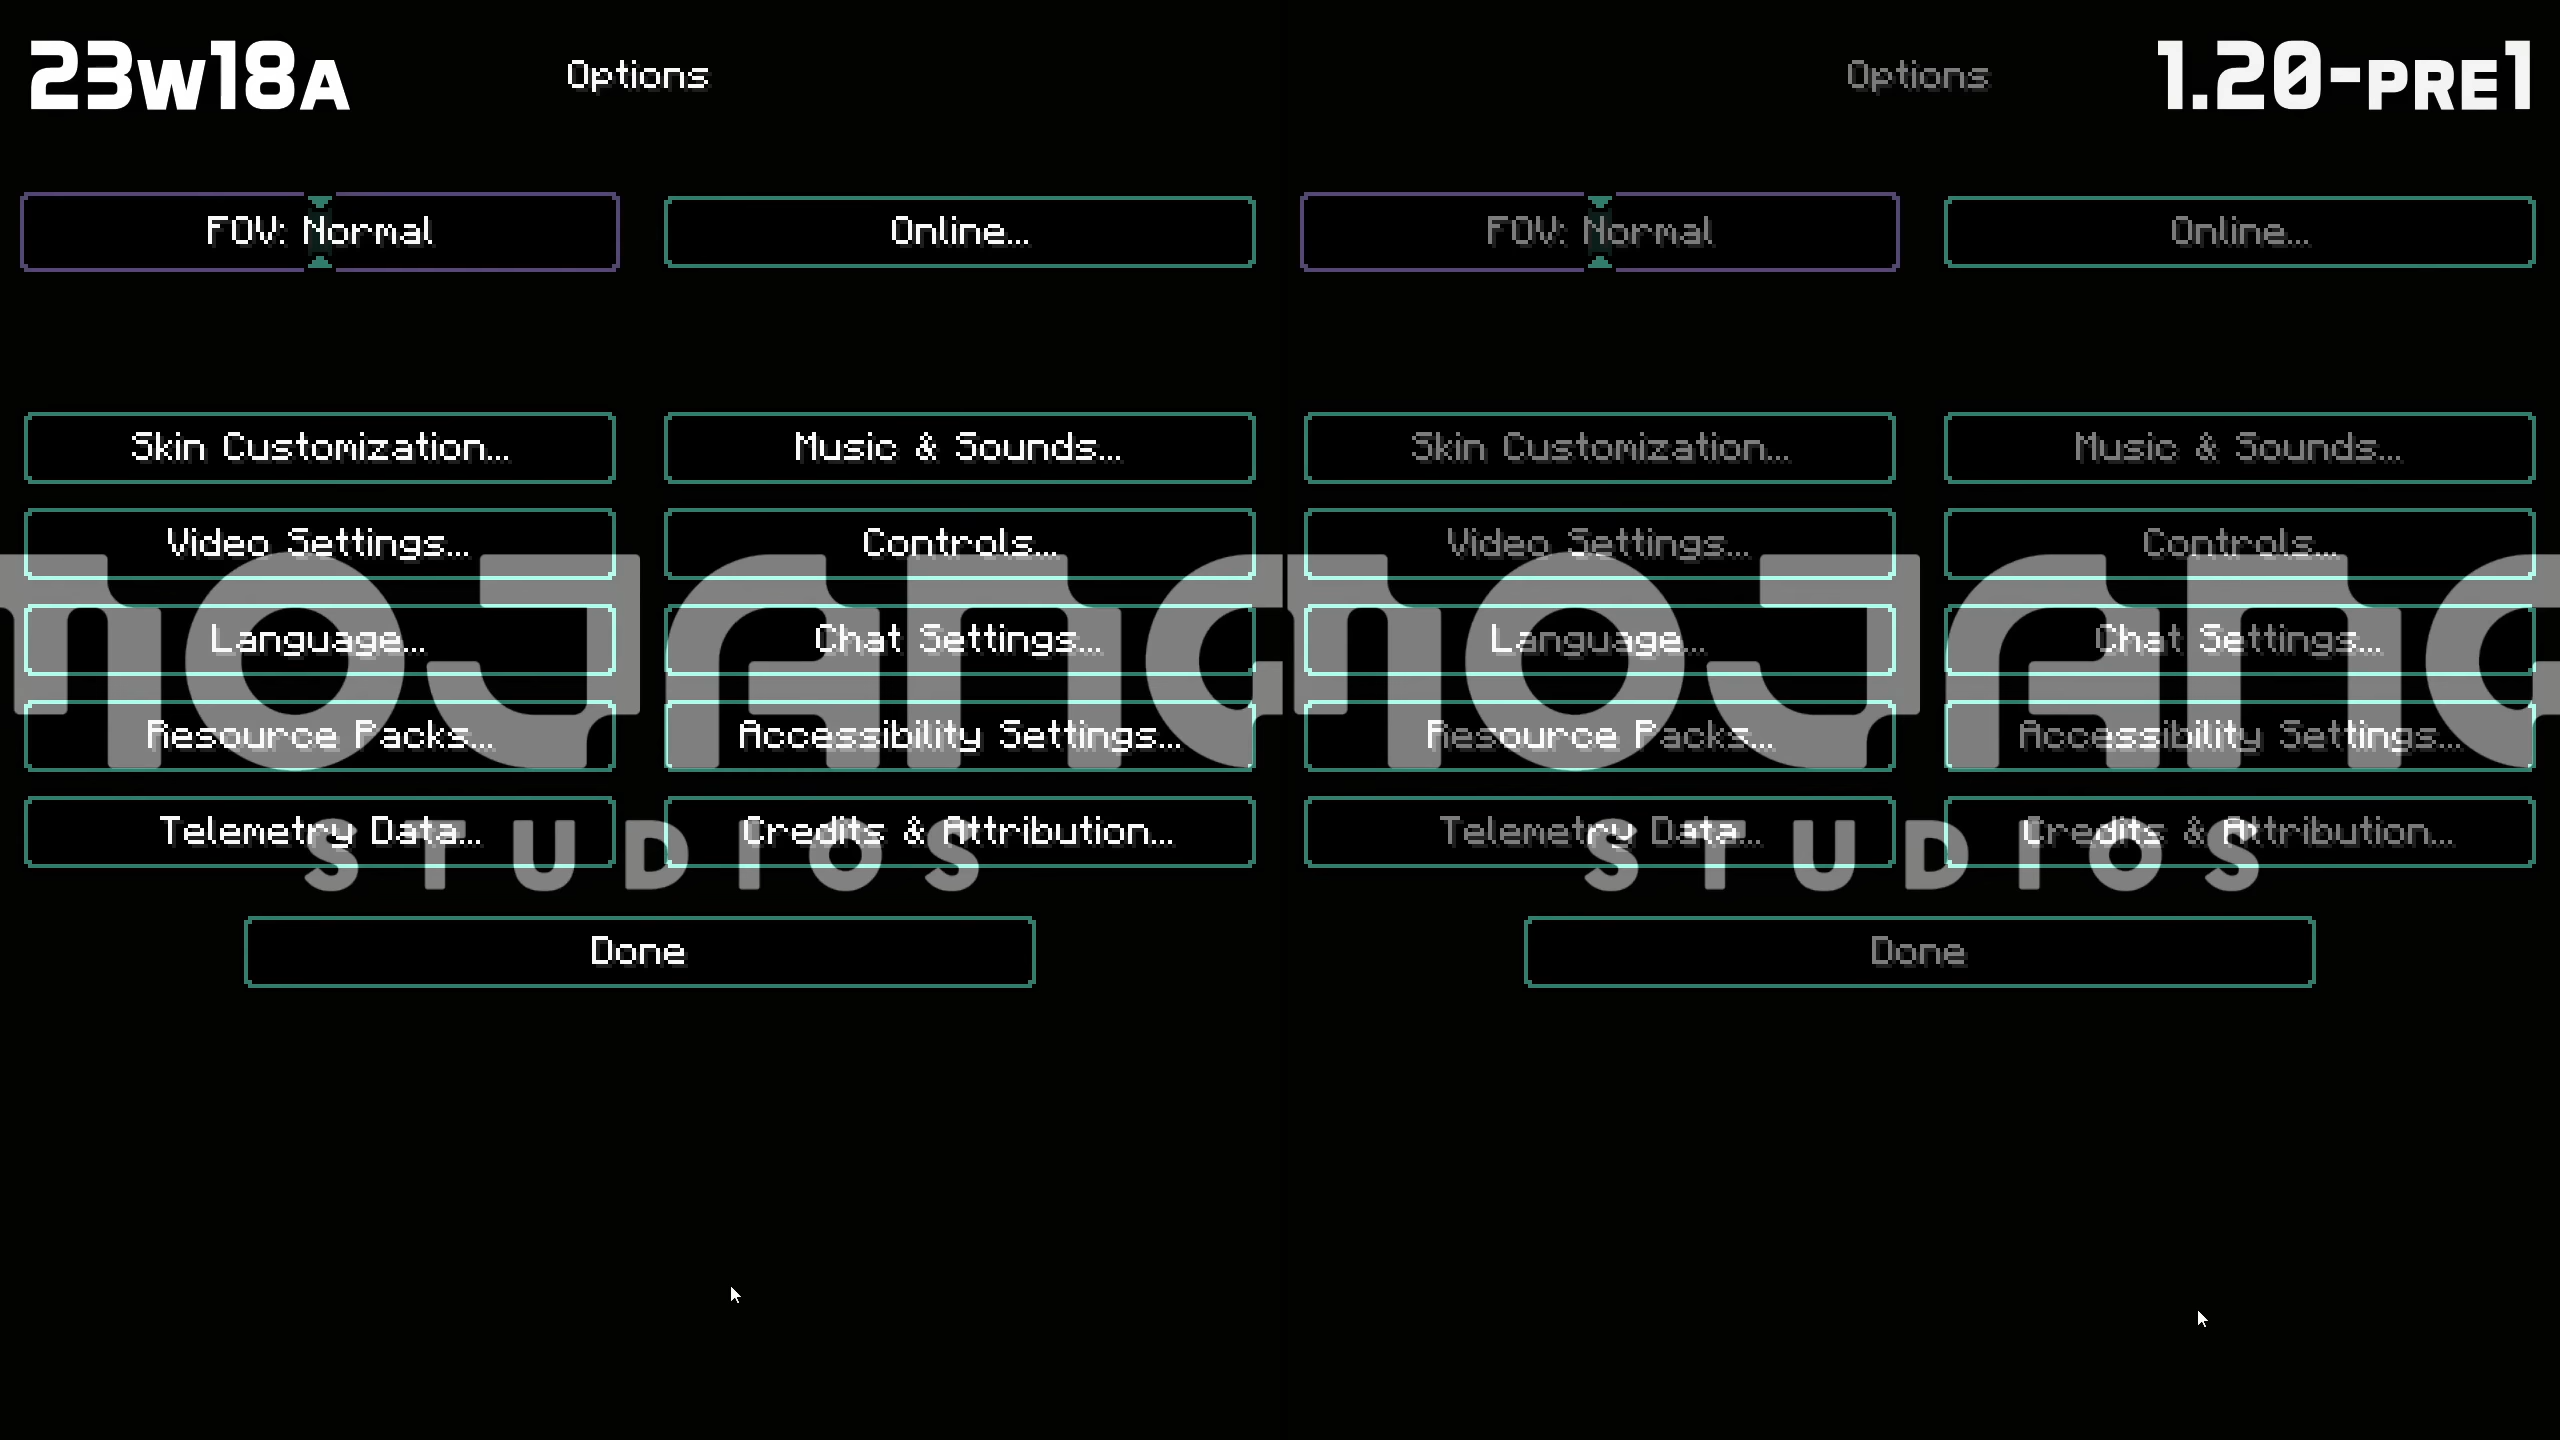 23W18A
Options
FOV: Normal
Online...
Skin Customization...
Music & Sounds...
Video Settings...
Controls...
Language...
Chat Settings...
Resource Packs...
Accessibility Settings...
Telemetry Data...
Credits & Attribution...
Done
MOJANG
STUDIOS
1.20-PRE1
Options
FOV: Normal
Online...
Skin Customization...
Music & Sounds...
Video Settings...
Controls...
Language...
Chat Settings...
Resource Packs...
Accessibility Settings...
Telemetry Data...
Credits & Attribution...
Done
MOJANG
STUDIOS